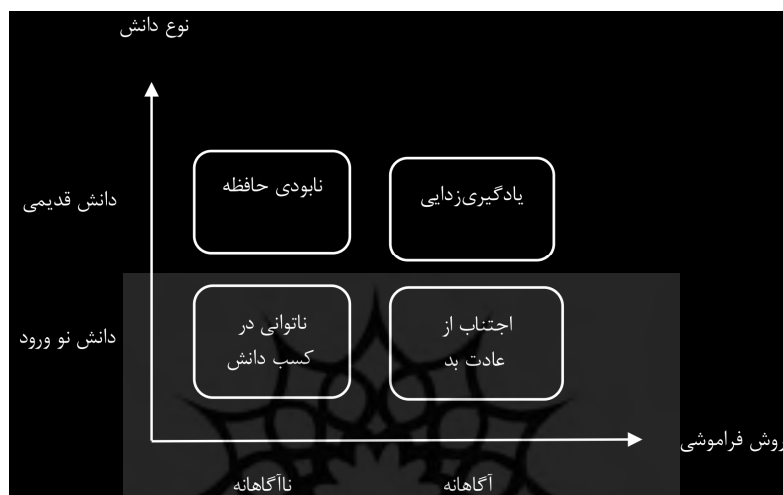 نوع دانش
دانش قدیمی
نابودی حافظه
یادگیری‌زدایی
دانش نو ورود
ناتوانی در
کسب دانش
اجتناب از
عادت بد
روش فراموشی
ناآگاهانه
آگاهانه